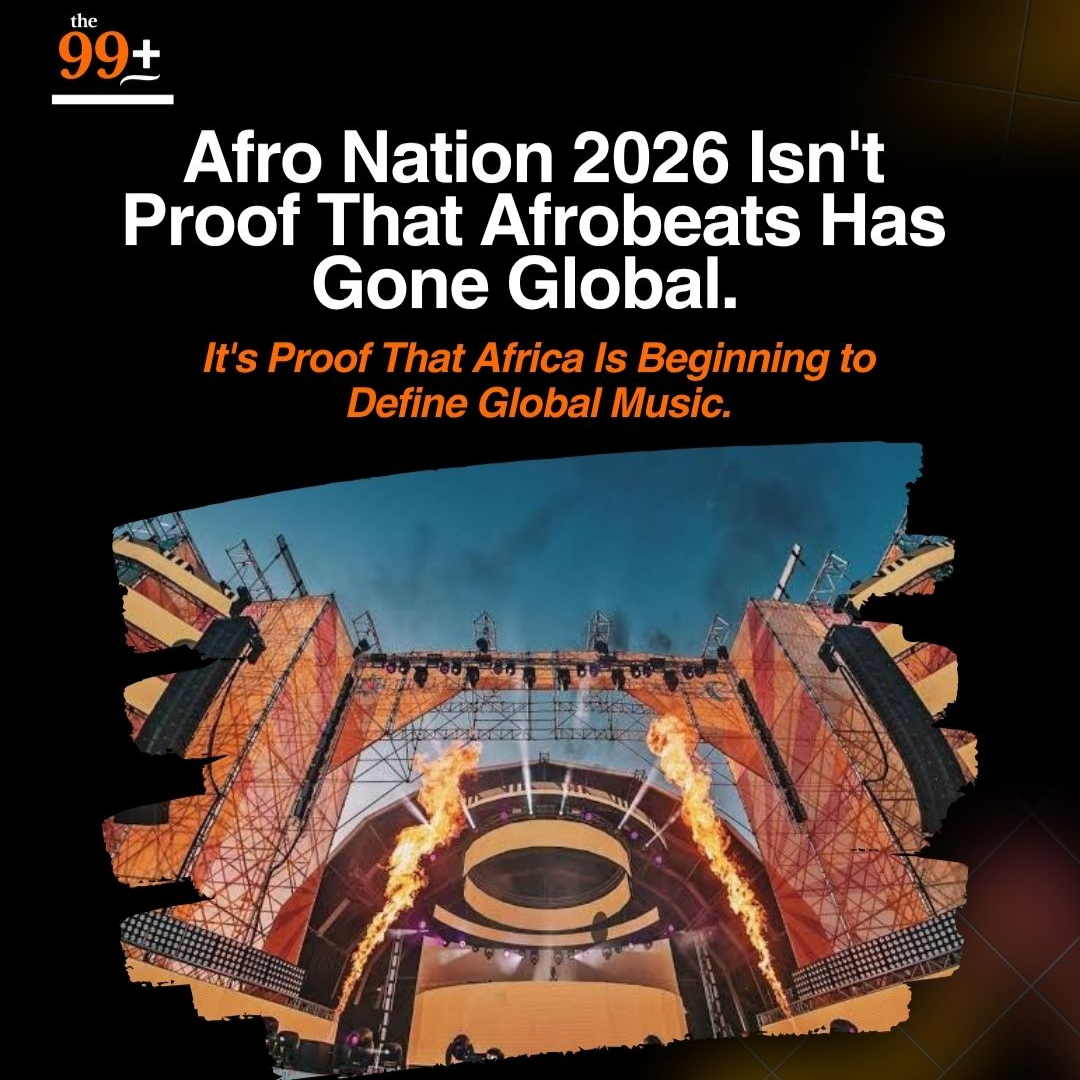 the
99+
Afro Nation 2026 Isn't
Proof That Afrobeats Has
Gone Global.
It's Proof That Africa Is Beginning to
Define Global Music.